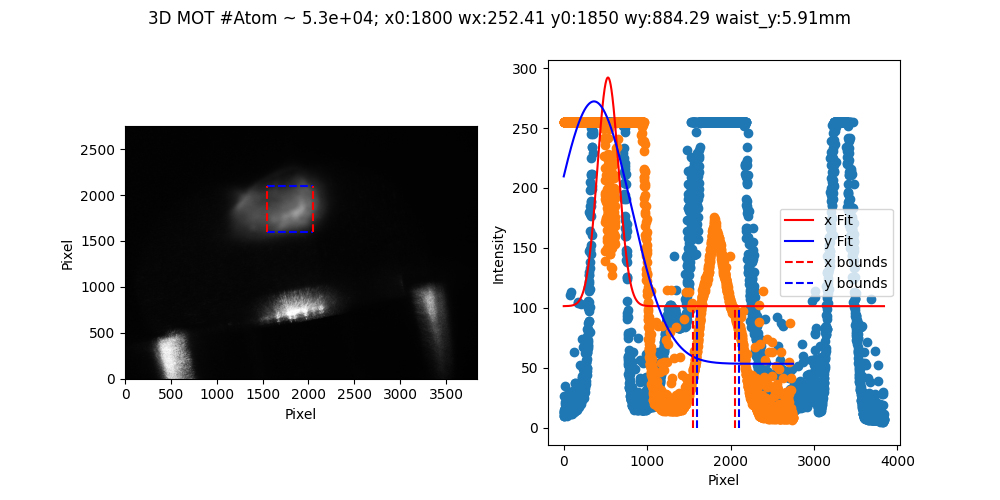 3D MOT #Atom ~ 5.3e+04; x0:1800 wx:252.41 y0:1850 wy:884.29 waist_y:5.91mm
Pixel
2500
2000
1500
1000
500
0
0 500 1000 1500 2000 2500 3000 3500
Pixel
Intensity
300
250
200
150
100
50
0
x Fit
y Fit
x bounds
y bounds
0 1000 2000 3000 4000
Pixel